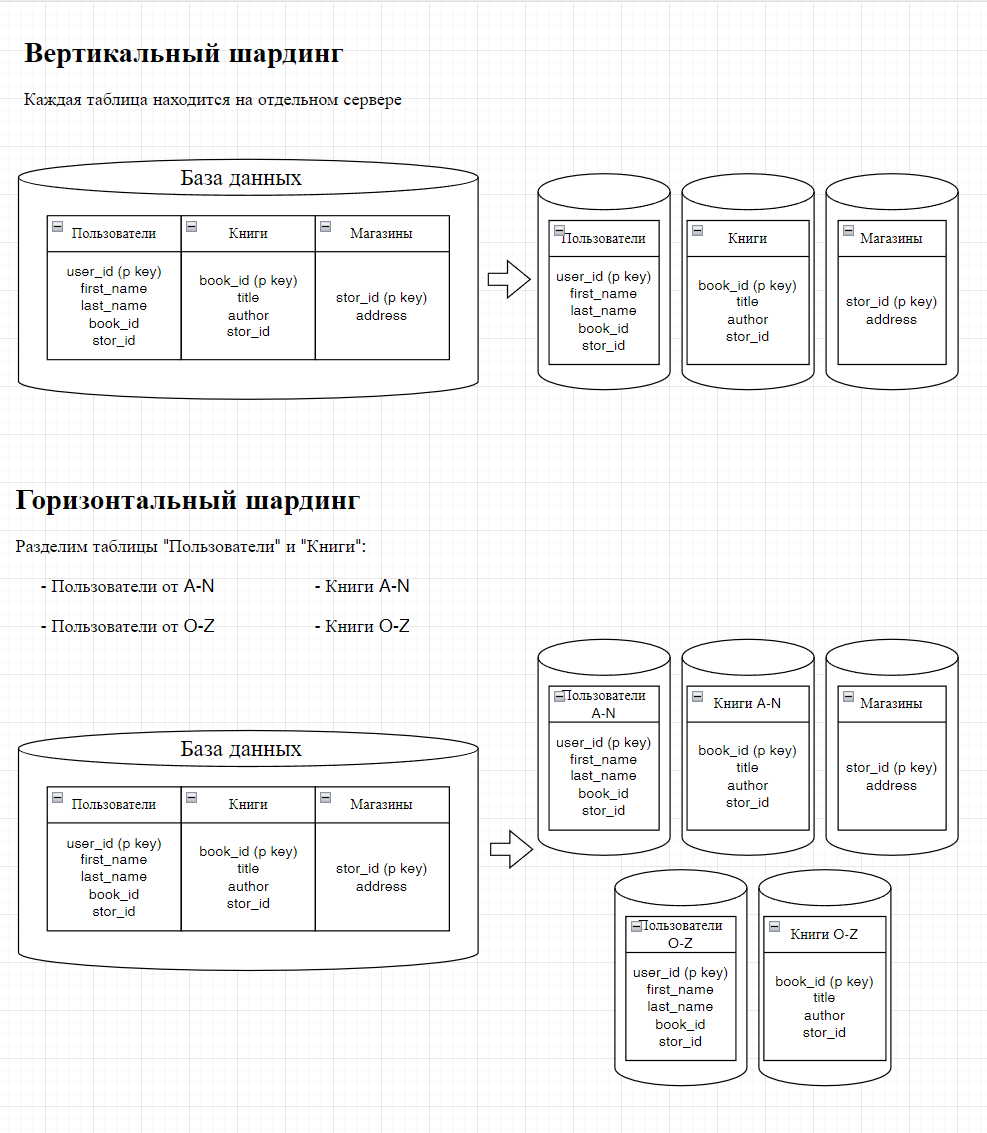 Вертикальный шардинг
Каждая таблица находится на отдельном сервере
База данных
Пользователи
user_id (p key)
first_name
last_name
book_id
stor_id
Книги
book_id (p key)
title
author
stor_id
Магазины
stor_id (p key)
address
Пользователи
user_id (p key)
first_name
last_name
book_id
stor_id
Книги
book_id (p key)
title
author
stor_id
Магазины
stor_id (p key)
address
Горизонтальный шардинг
Разделим таблицы "Пользователи" и "Книги":
- Пользователи от A-N
- Книги A-N
- Пользователи от O-Z
- Книги O-Z
База данных
Пользователи
user_id (p key)
first_name
last_name
book_id
stor_id
Книги
book_id (p key)
title
author
stor_id
Магазины
stor_id (p key)
address
Пользователи
A-N
user_id (p key)
first_name
last_name
book_id
stor_id
Книги A-N
book_id (p key)
title
author
stor_id
Магазины
stor_id (p key)
address
Пользователи
O-Z
user_id (p key)
first_name
last_name
book_id
stor_id
Книги O-Z
book_id (p key)
title
author
stor_id